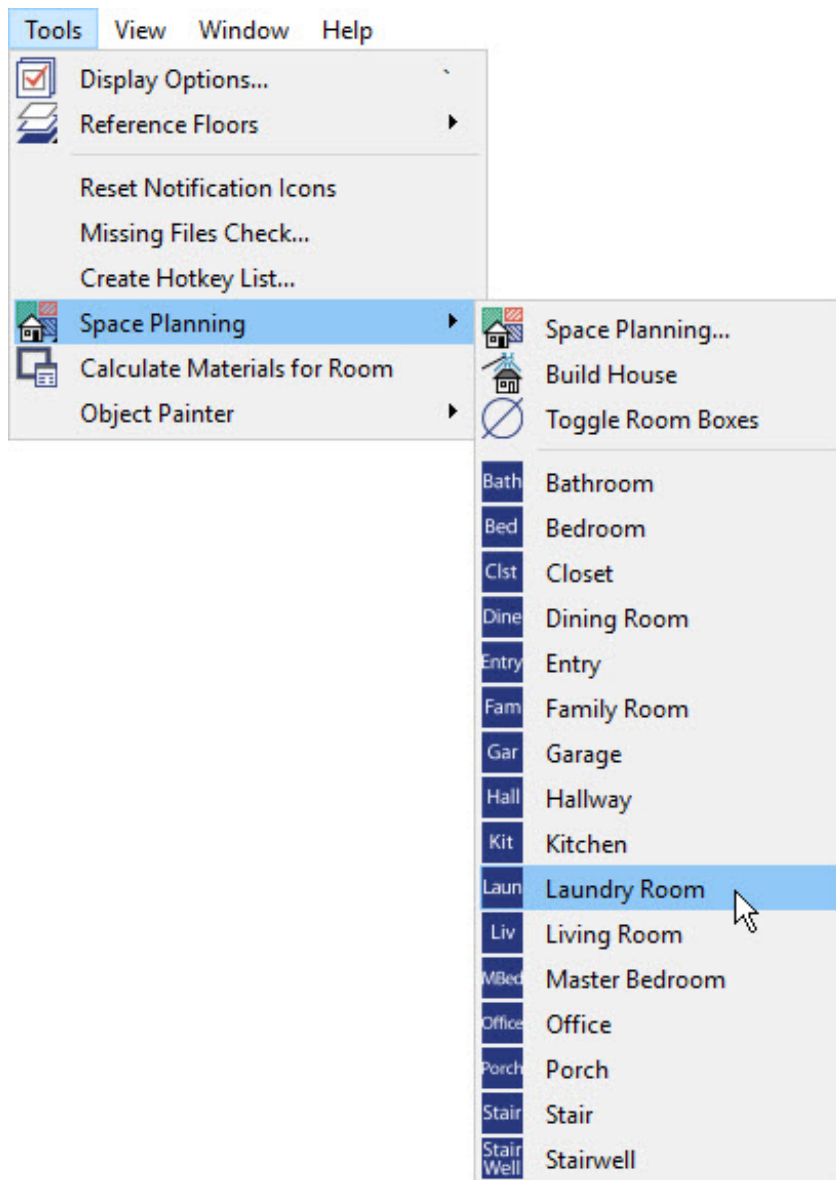 Tools View Window Help
Display Options... `
Reference Floors
Reset Notification Icons
Missing Files Check...
Create Hotkey List...
Space Planning
Calculate Materials for Room
Object Painter
Space Planning...
Build House
Toggle Room Boxes
Bath Bathroom
Bed Bedroom
Clst Closet
Dine Dining Room
Entry Entry
Fam Family Room
Gar Garage
Hall Hallway
Kit Kitchen
Laun Laundry Room
Liv Living Room
MBed Master Bedroom
Office Office
Porch Porch
Stair Stair
Stair Well Stairwell